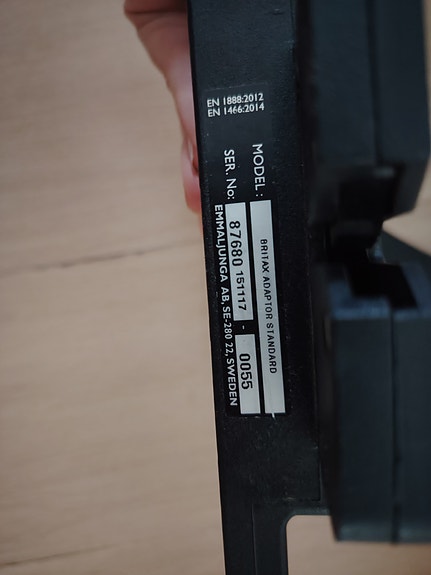 EN 1888:2012
EN 1466:2014
MODEL: BRITAX ADAPTOR STANDARD
SER. No: 87680 151117 - 0055
EMMALJUNGA AB, SE-280 22, SWEDEN